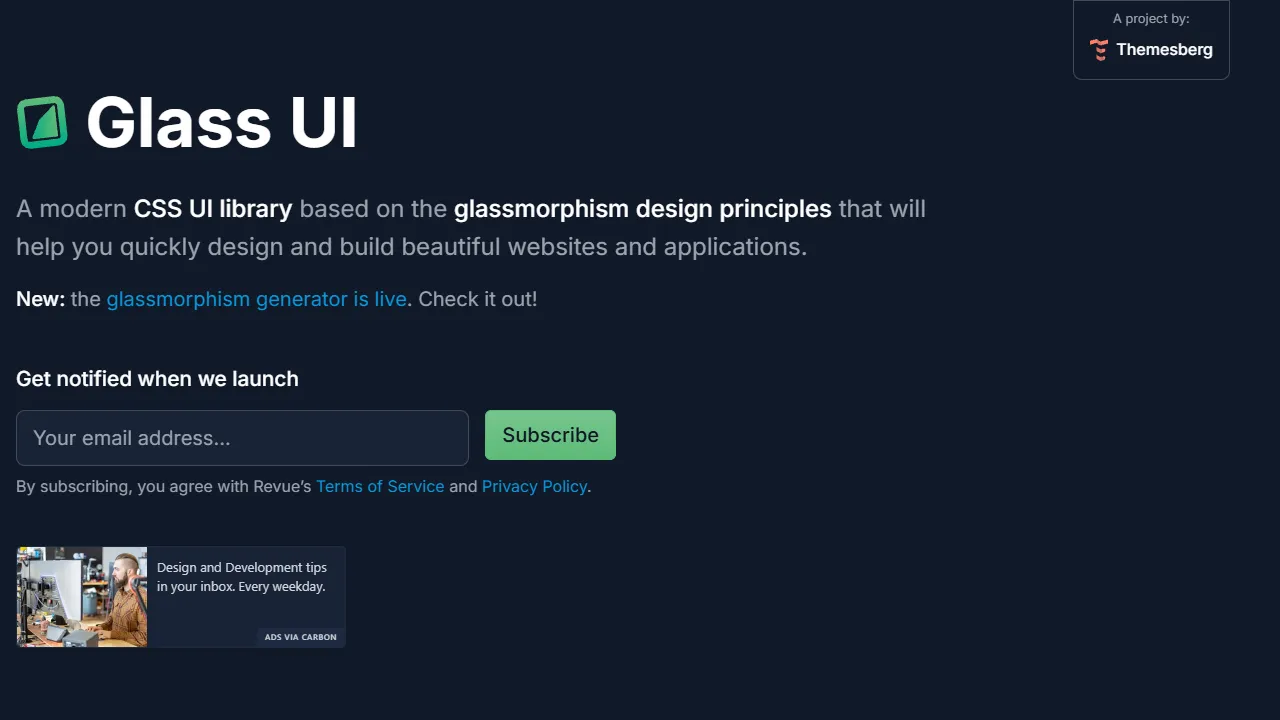 A project by:
Themesberg
Glass UI
A modern CSS UI library based on the glassmorphism design principles that will
help you quickly design and build beautiful websites and applications.
New: the glassmorphism generator is live. Check it out!
Get notified when we launch
Your email address...
Subscribe
By subscribing, you agree with Revue’s Terms of Service and Privacy Policy.
Design and Development tips
in your inbox. Every weekday.
ADS VIA CARBON